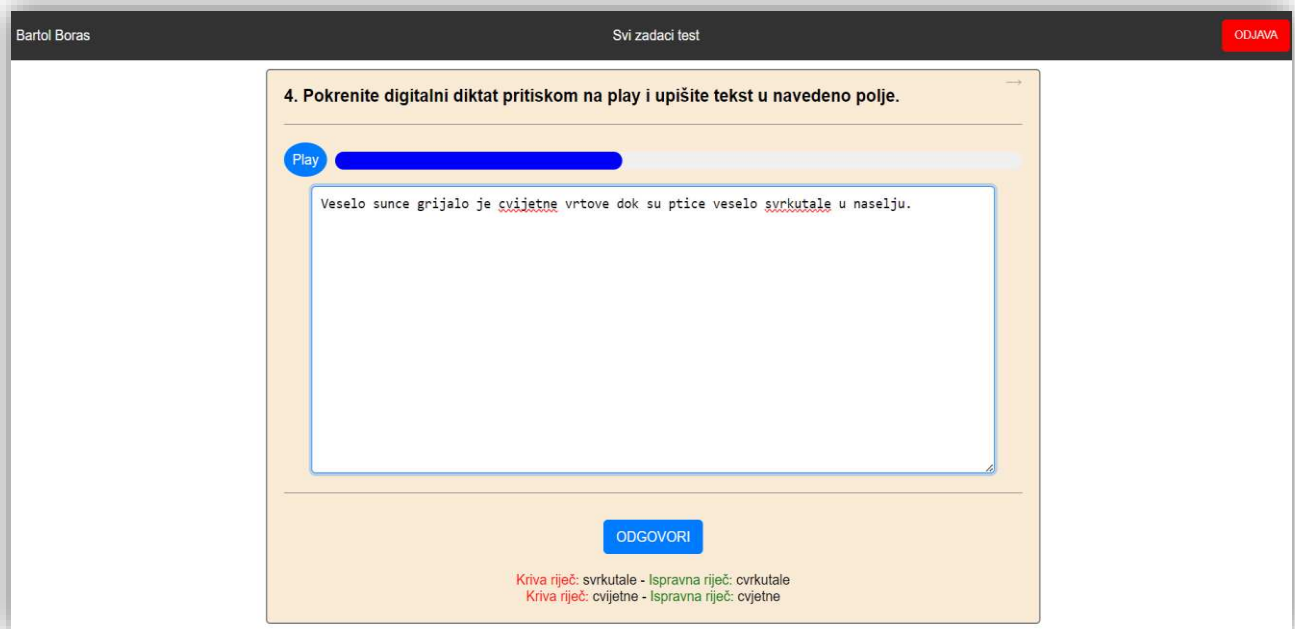 Bartol Boras
Svi zadaci test
ODJAVA
4. Pokrenite digitalni diktat pritiskom na play i upišite tekst u navedeno polje.
Play
Veselo sunce grijalo je cvijetne vrtove dok su ptice veselo svrkutale u naselju.
ODGOVORI
Kriva riječ: svrkutale - Ispravna riječ: cvrkutale
Kriva riječ: cvijetne - Ispravna riječ: cvjetne